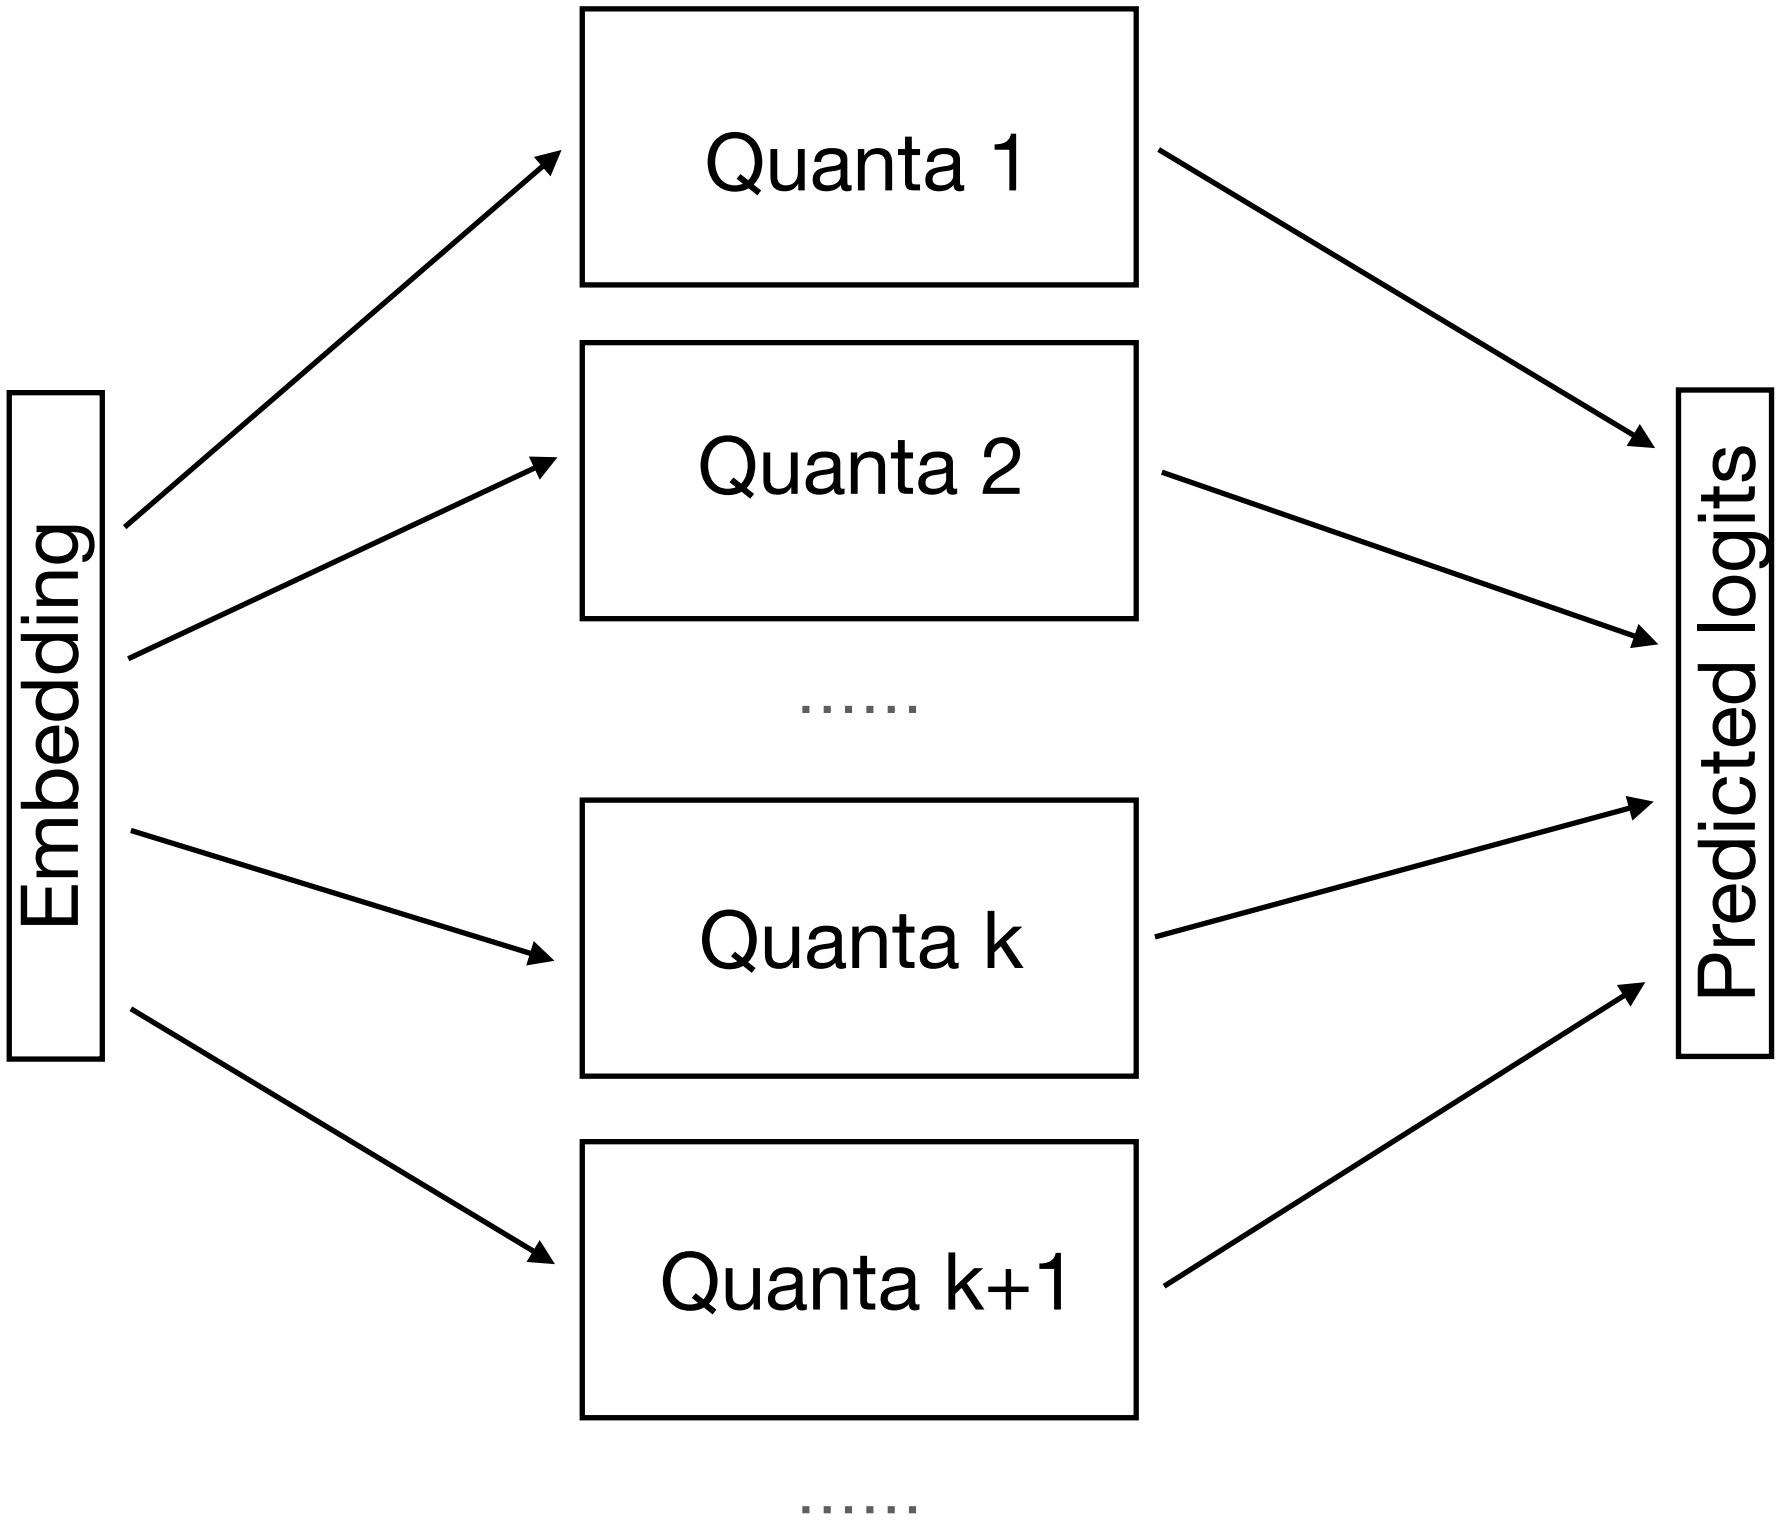 Quanta 1
Quanta 2
......
Embedding
Predicted logits
Quanta k
Quanta k+1
......